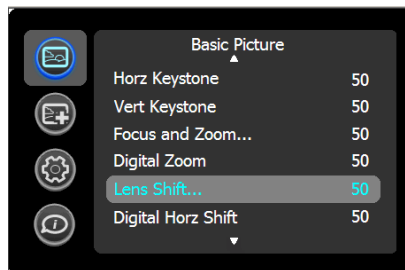 Basic Picture
Horz Keystone 50
Vert Keystone 50
Focus and Zoom... 50
Digital Zoom 50
Lens Shift... 50
Digital Horz Shift 50